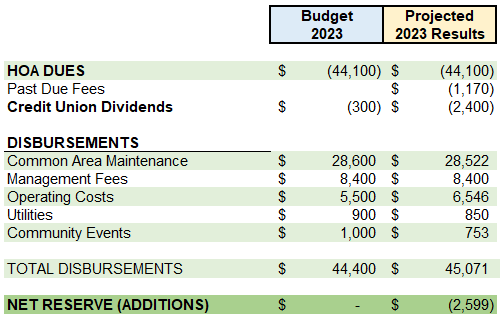 Budget Projected
2023 2023 Results
HOA DUES $ (44,100) $ (44,100)
Past Due Fees $ (1,170)
Credit Union Dividends $ (300) $ (2,400)
DISBURSEMENTS
Common Area Maintenance $ 28,600 $ 28,522
Management Fees $ 8,400 $ 8,400
Operating Costs $ 5,500 $ 6,546
Utilities $ 900 $ 850
Community Events $ 1,000 $ 753
TOTAL DISBURSEMENTS $ 44,400 $ 45,071
NET RESERVE (ADDITIONS) $ - $ (2,599)